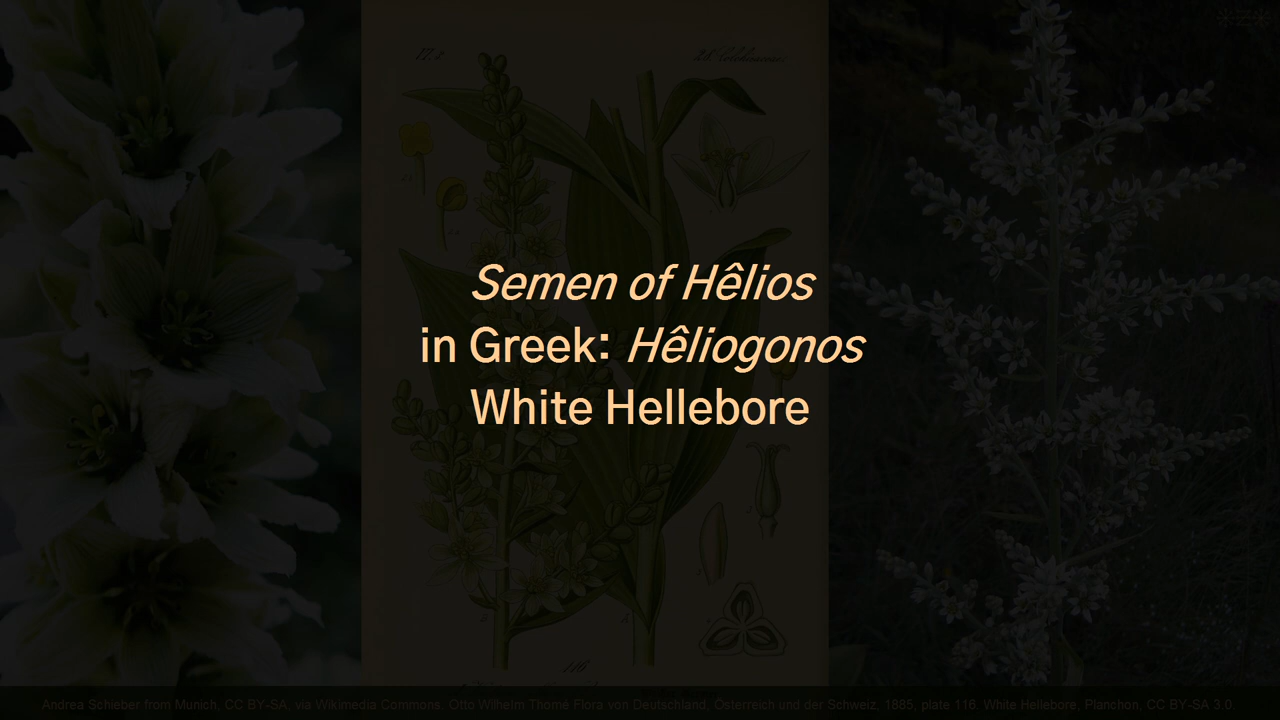 Semen of Hêlios
in Greek: Hêliogonos
White Hellebore
Andrea Schieber from Munich, CC BY-SA, via Wikimedia Commons. Otto Wilhelm Thomé Flora von Deutschland, Österreich und der Schweiz, 1885, plate 116. White Hellebore, Planchon, CC BY-SA 3.0.